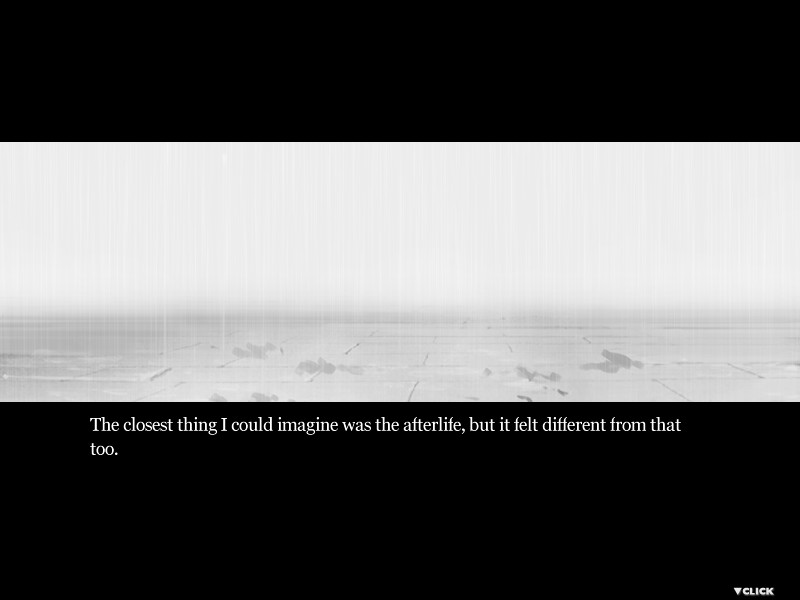 The closest thing I could imagine was the afterlife, but it felt different from that
too.
▼CLICK